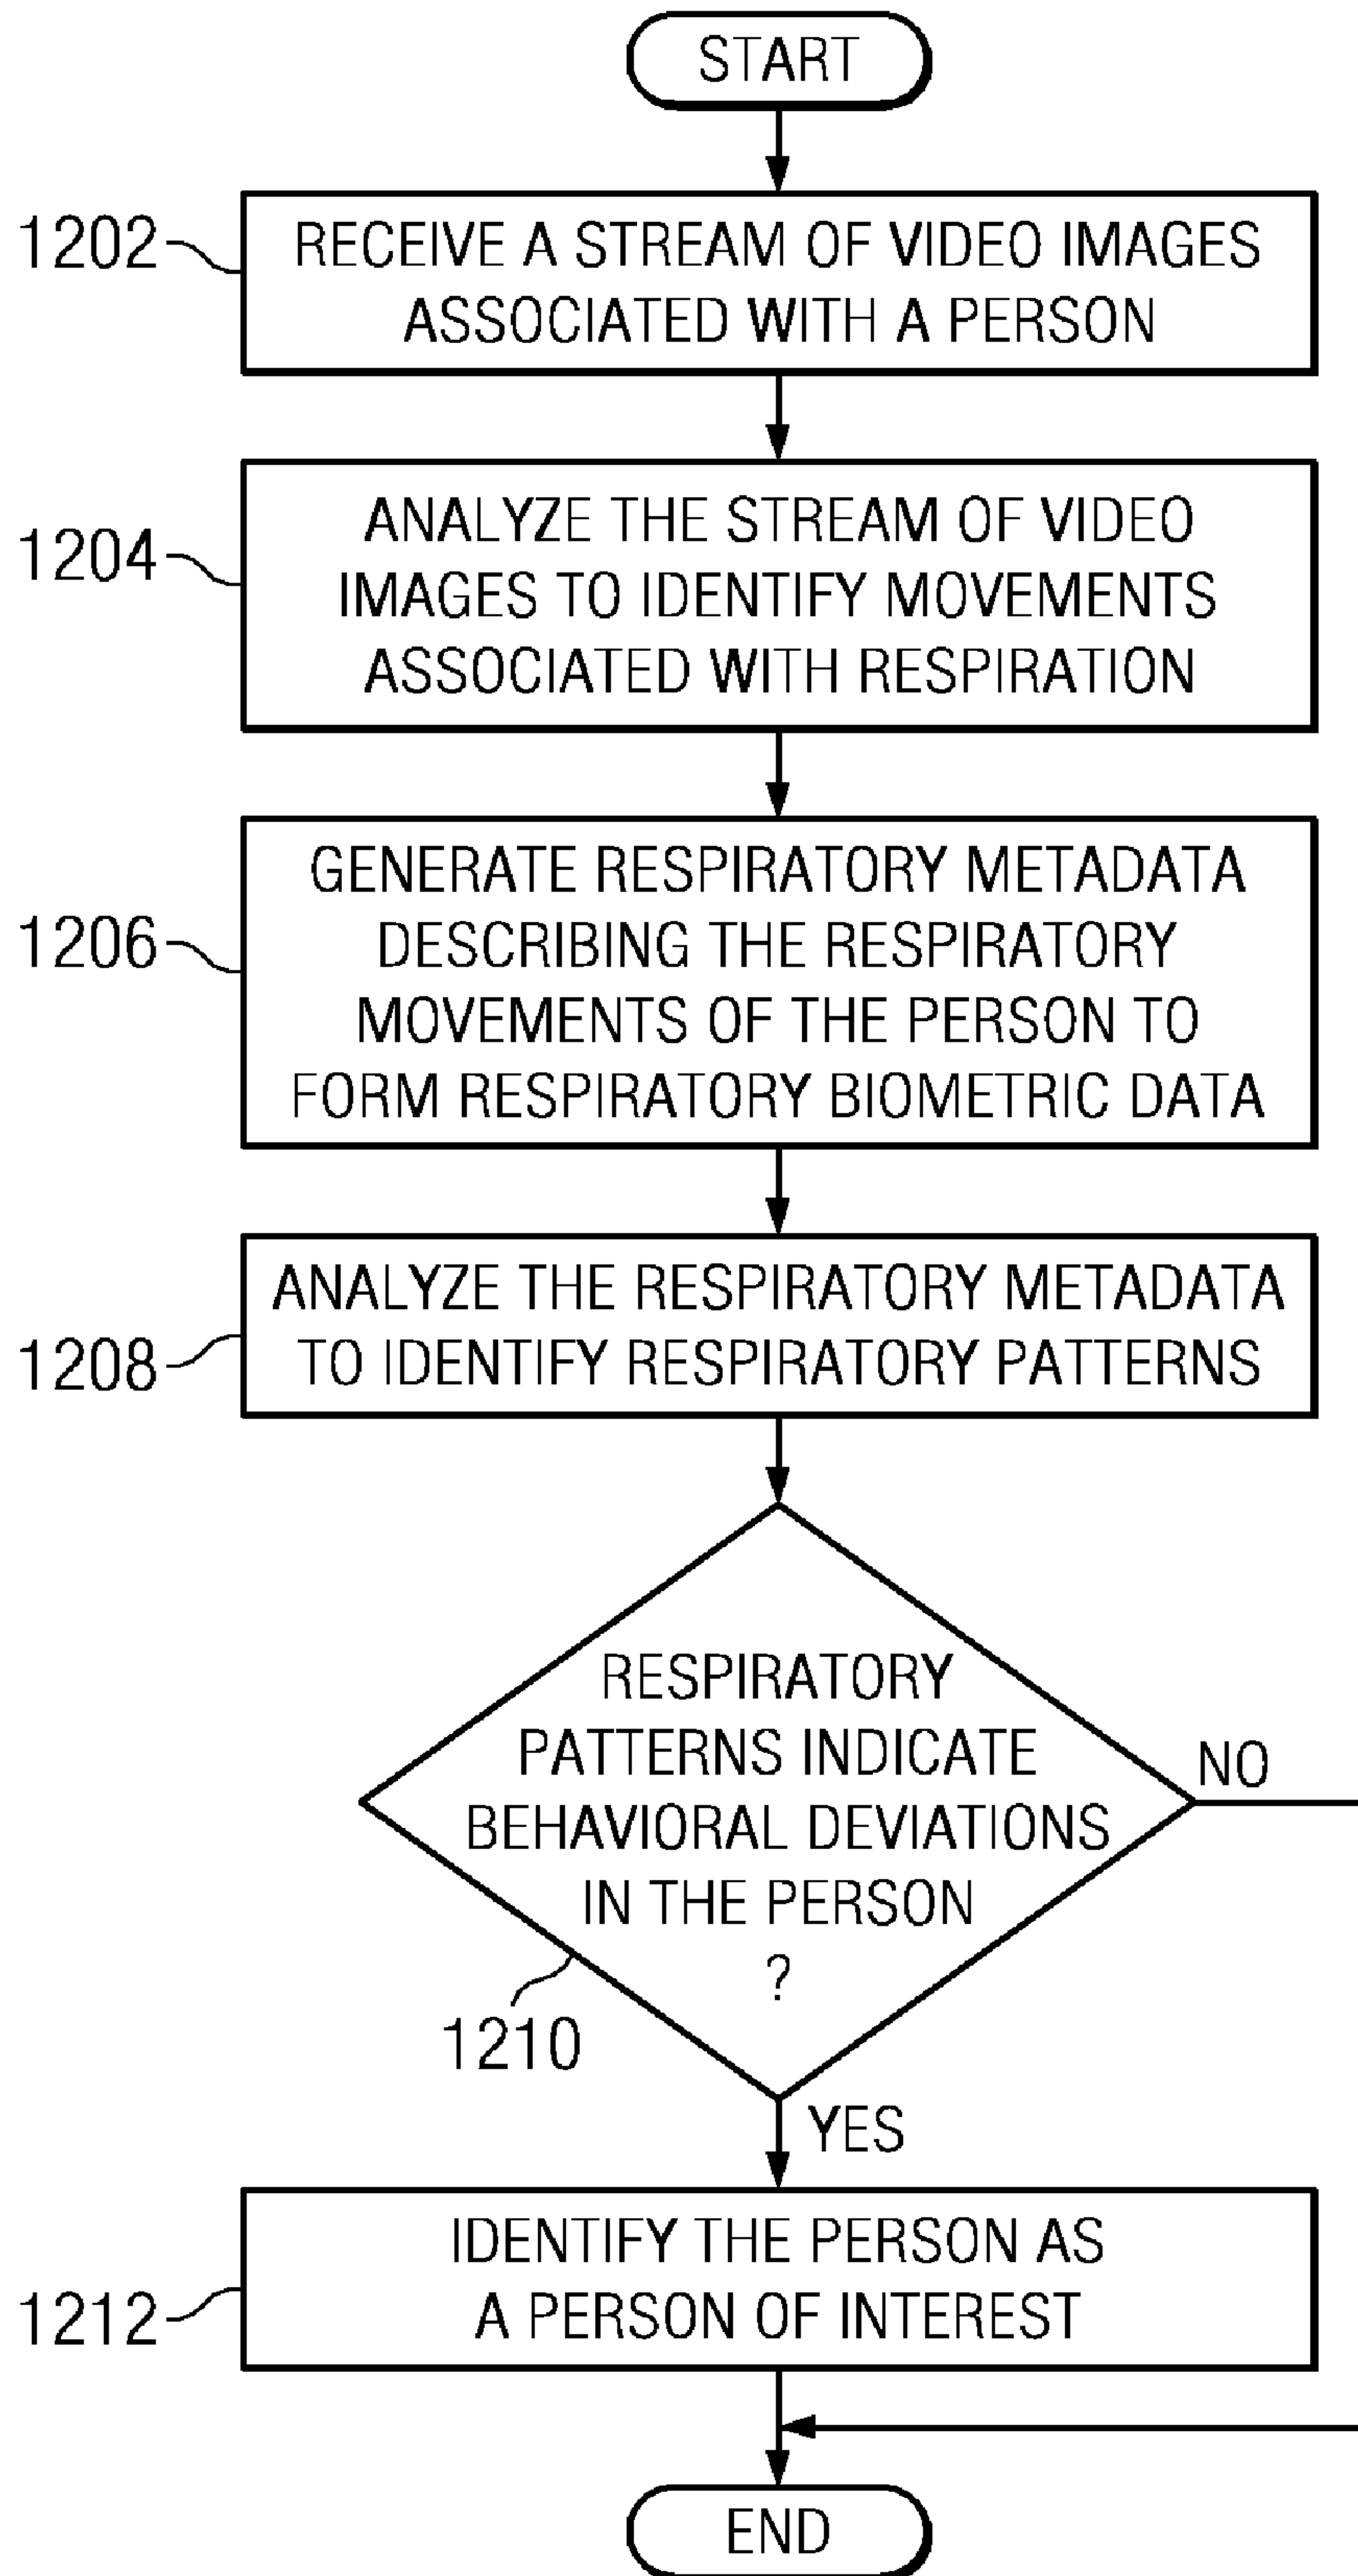 START
1202
RECEIVE A STREAM OF VIDEO IMAGES
ASSOCIATED WITH A PERSON
1204
ANALYZE THE STREAM OF VIDEO
IMAGES TO IDENTIFY MOVEMENTS
ASSOCIATED WITH RESPIRATION
1206
GENERATE RESPIRATORY METADATA
DESCRIBING THE RESPIRATORY
MOVEMENTS OF THE PERSON TO
FORM RESPIRATORY BIOMETRIC DATA
1208
ANALYZE THE RESPIRATORY METADATA
TO IDENTIFY RESPIRATORY PATTERNS
RESPIRATORY
PATTERNS INDICATE
BEHAVIORAL DEVIATIONS
IN THE PERSON
?
NO
1210
YES
1212
IDENTIFY THE PERSON AS
A PERSON OF INTEREST
END